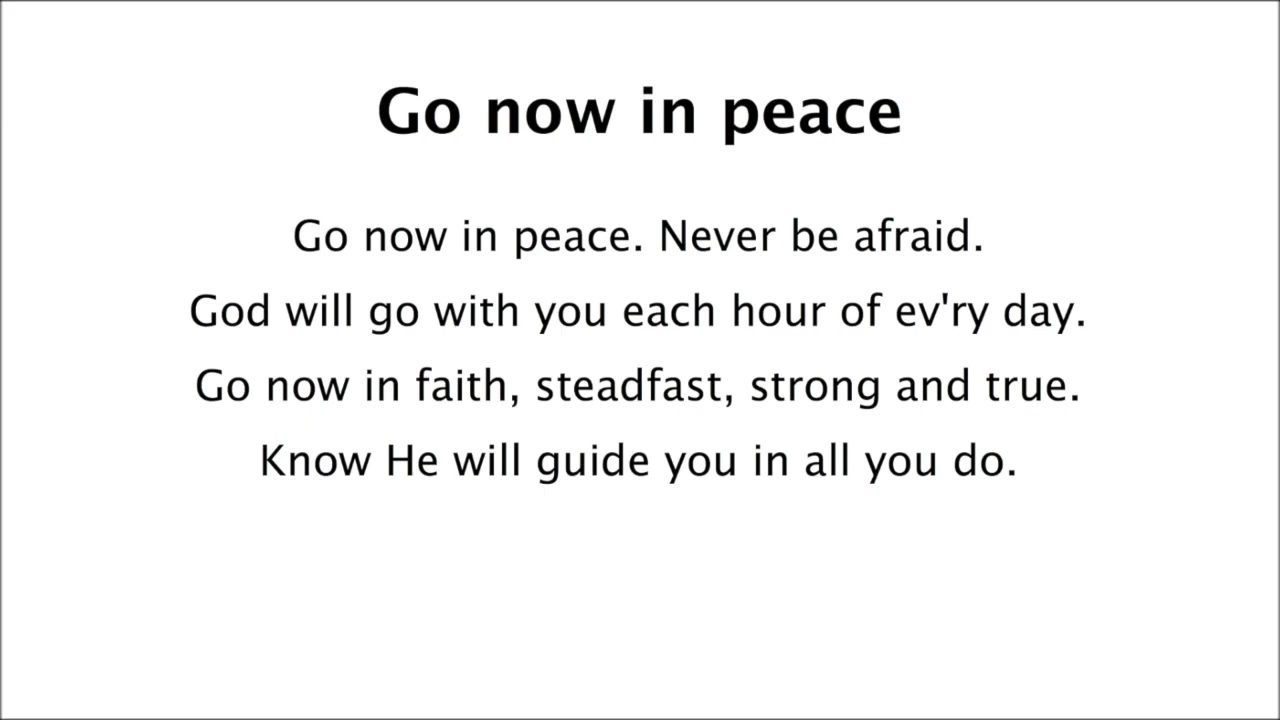 Go now in peace
Go now in peace. Never be afraid.
God will go with you each hour of ev'ry day.
Go now in faith, steadfast, strong and true.
Know He will guide you in all you do.